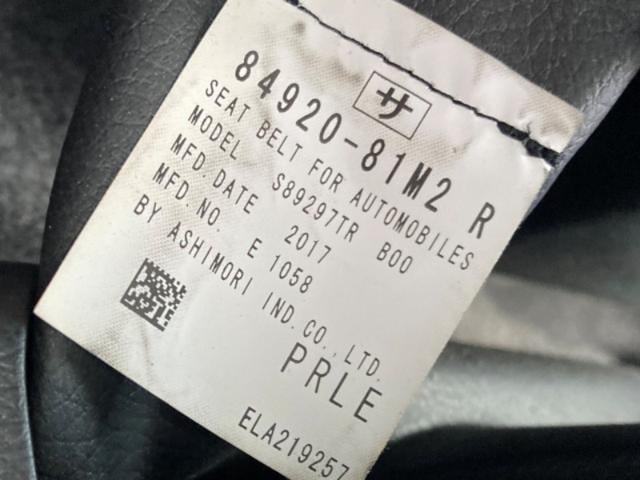 サ
84920-81M2 R
SEAT BELT FOR AUTOMOBILES
MODEL S89297TR B00
MFD.DATE 2017
MFD.NO. E 1058
BY ASHIMORI IND.CO.,LTD.
PRLE
ELA219257